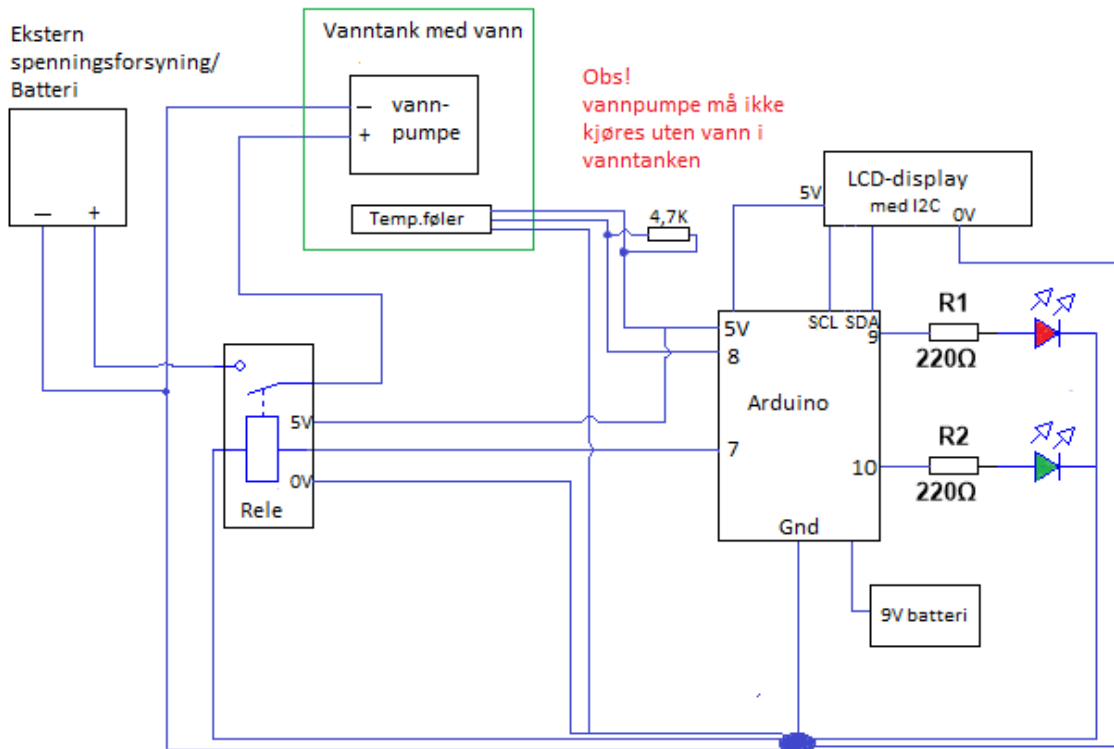 Ekstern
spenningsforsyning/
Batteri
— +
Vanntank med vann
— vann-
+ pumpe
Temp.føler
Obs!
vannpumpe må ikke
kjøres uten vann i
vanntanken
4,7K
LCD-display
med I2C
5V
0V
5V
SCL SDA
9
8
Arduino
7
10
Gnd
R1
220Ω
R2
220Ω
5V
0V
Rele
9V batteri